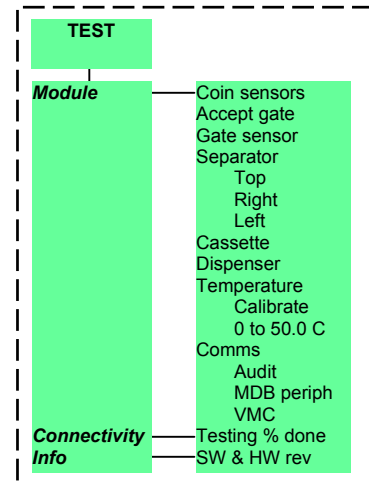 TEST
Module Coin sensors
Accept gate
Gate sensor
Separator
Top
Right
Left
Cassette
Dispenser
Temperature
Calibrate
0 to 50.0 C
Comms
Audit
MDB periph
VMC
Connectivity Testing % done
Info SW & HW rev